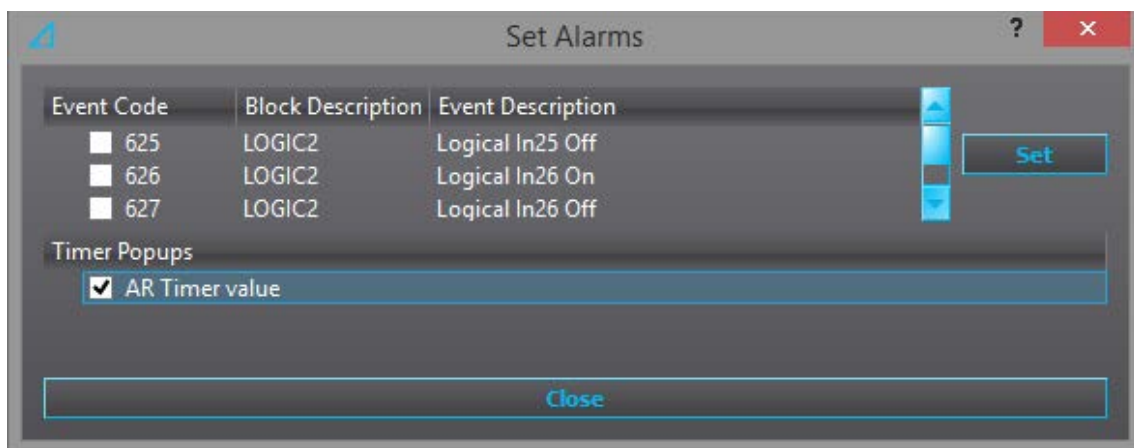 Set Alarms
?
Event Code Block Description Event Description
625 LOGIC2 Logical In25 Off
626 LOGIC2 Logical In26 On
627 LOGIC2 Logical In26 Off
Set
Timer Popups
AR Timer value
Close